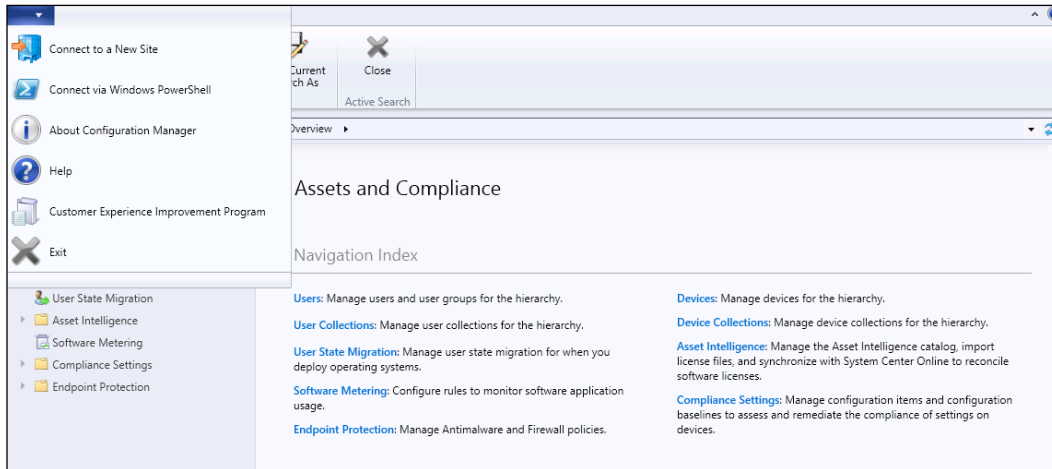 Connect to a New Site
Connect via Windows PowerShell
About Configuration Manager
Help
Customer Experience Improvement Program
Exit
Current
ch As
Close
Active Search
Overview
Assets and Compliance
Navigation Index
User State Migration
Asset Intelligence
Software Metering
Compliance Settings
Endpoint Protection
Users: Manage users and user groups for the hierarchy.
User Collections: Manage user collections for the hierarchy.
User State Migration: Manage user state migration for when you
deploy operating systems.
Software Metering: Configure rules to monitor software application
usage.
Endpoint Protection: Manage Antimalware and Firewall policies.
Devices: Manage devices for the hierarchy.
Device Collections: Manage device collections for the hierarchy.
Asset Intelligence: Manage the Asset Intelligence catalog, import
license files, and synchronize with System Center Online to reconcile
software licenses.
Compliance Settings: Manage configuration items and configuration
baselines to assess and remediate the compliance of settings on
devices.